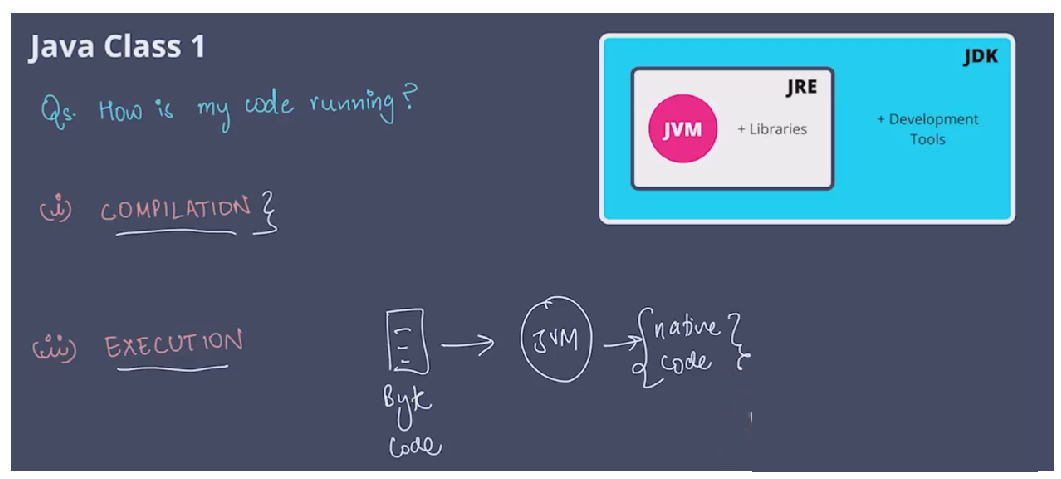 Java Class 1
Qs. How is my code running?
(i) COMPILATION }
(ii) EXECUTION
Byte
code
JVM
{ native }
code
JDK
JRE
JVM
+ Libraries
+ Development
Tools